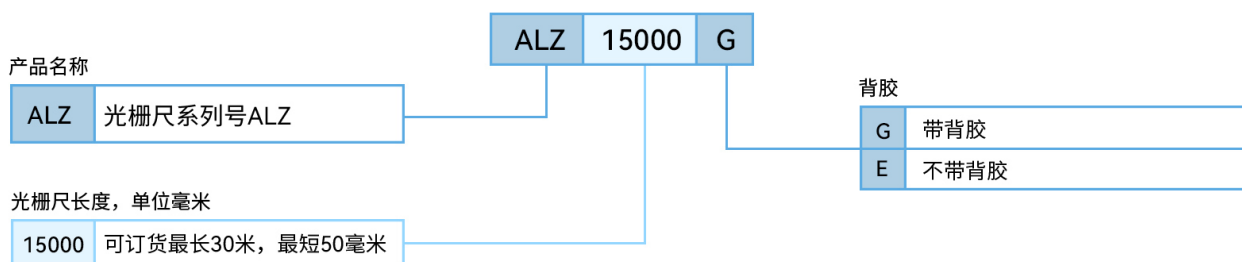 ALZ 15000 G
产品名称
ALZ 光栅尺系列号ALZ
光栅尺长度，单位毫米
15000 可订货最长30米，最短50毫米
背胶
G 带背胶
E 不带背胶